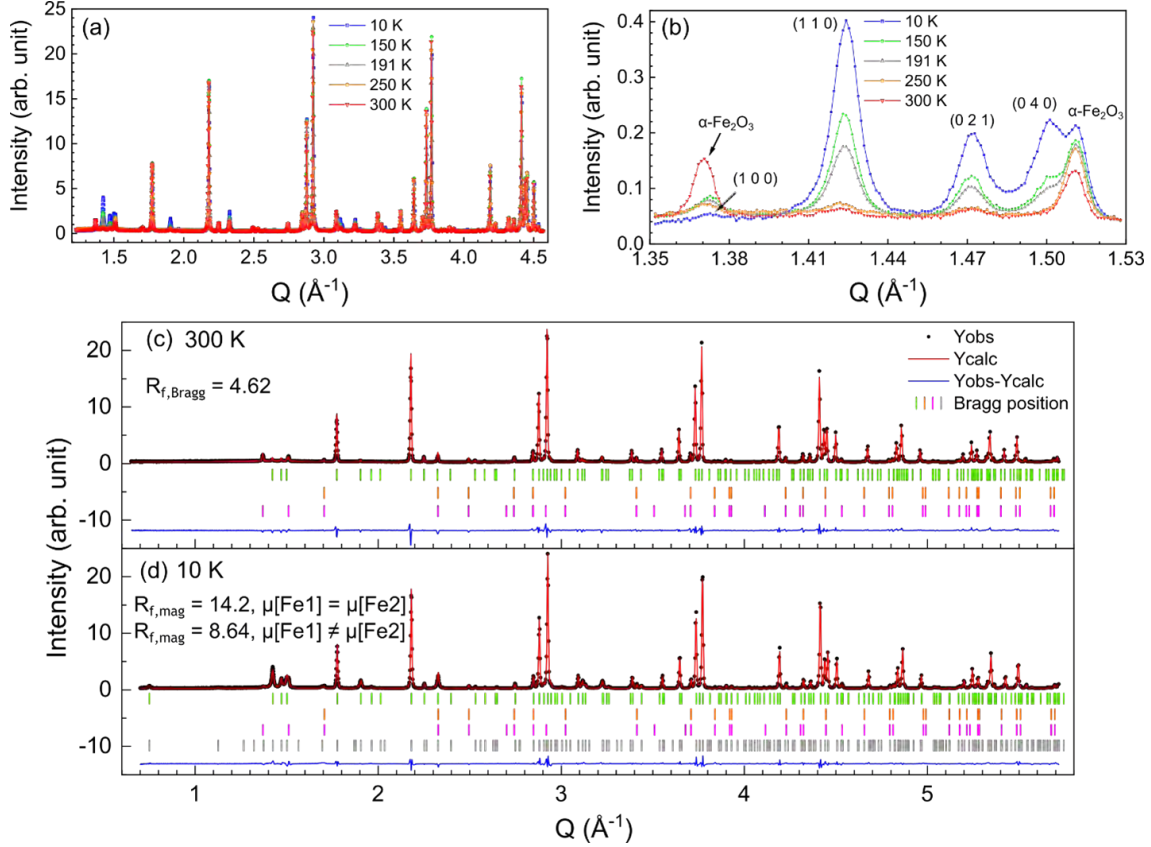 (a)
10 K
150 K
191 K
250 K
300 K
25
20
15
10
5
0
Intensity (arb. unit)
1.5 2.0 2.5 3.0 3.5 4.0 4.5
Q (Å⁻¹)
(b)
(1 1 0)
10 K
150 K
191 K
250 K
300 K
0.4
0.3
0.2
0.1
0.0
Intensity (arb. unit)
α-Fe₂O₃
(1 0 0)
(0 2 1)
(0 4 0)
α-Fe₂O₃
1.35 1.38 1.41 1.44 1.47 1.50 1.53
Q (Å⁻¹)
(c) 300 K
R_f,Bragg = 4.62
Yobs
Ycalc
Yobs-Ycalc
Bragg position
20
10
0
-10
Intensity (arb. unit)
(d) 10 K
R_f,mag = 14.2, μ[Fe1] = μ[Fe2]
R_f,mag = 8.64, μ[Fe1] ≠ μ[Fe2]
20
10
0
-10
1 2 3 4 5
Q (Å⁻¹)